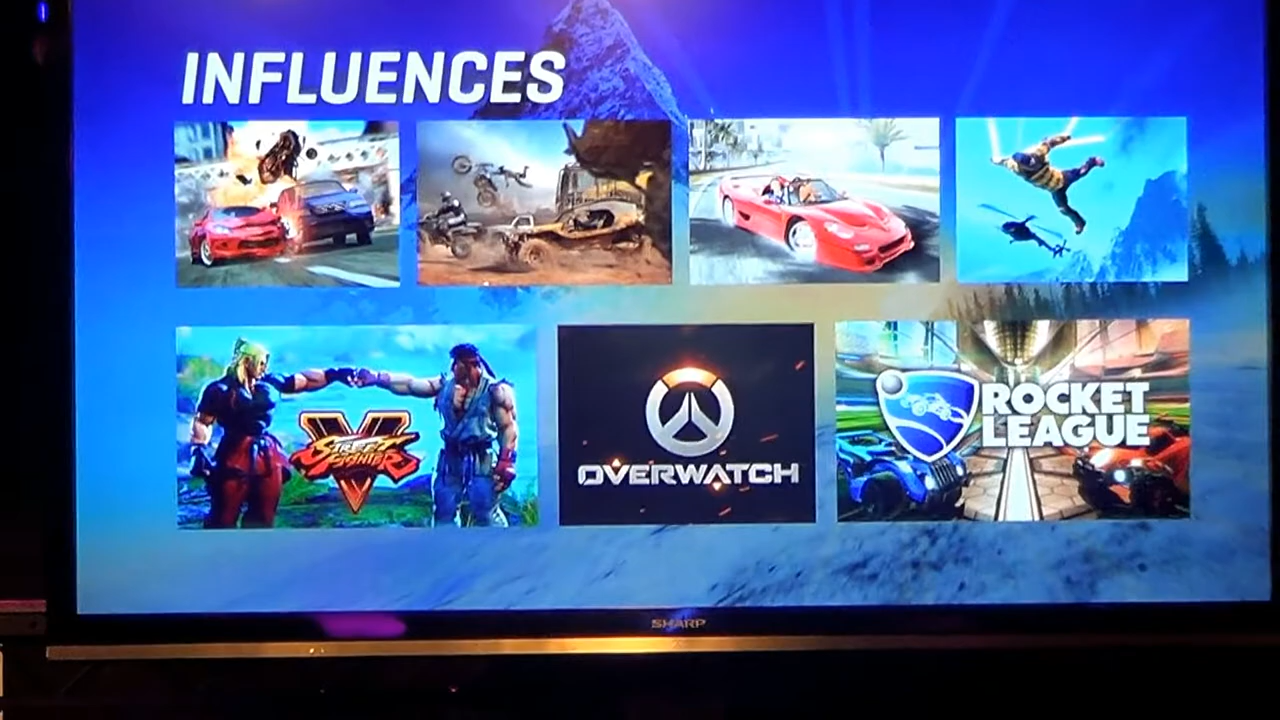 INFLUENCES
V
STREET
FIGHTER
OVERWATCH
ROCKET
LEAGUE
SHARP